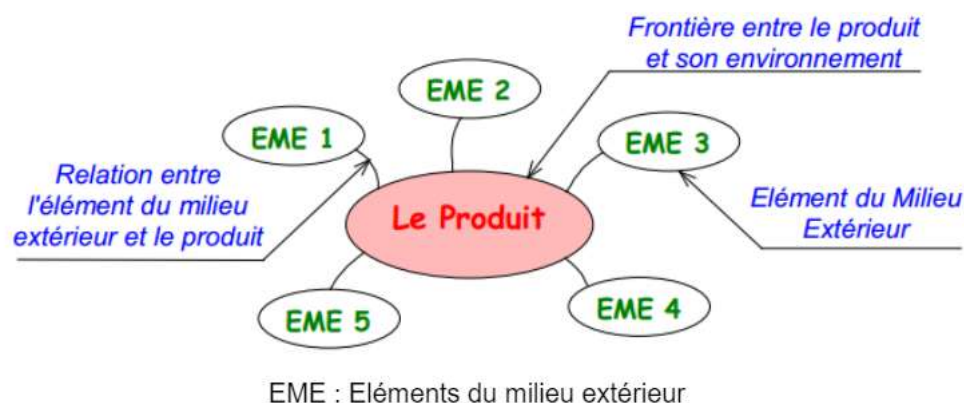 Frontière entre le produit
et son environnement
EME 2
EME 1
EME 3
Relation entre
l'élément du milieu
extérieur et le produit
Le Produit
Elément du Milieu
Extérieur
EME 5
EME 4
EME : Eléments du milieu extérieur